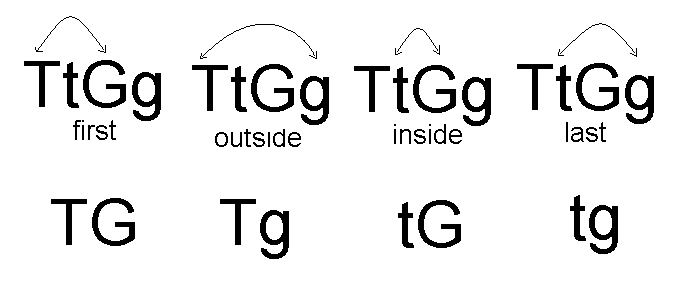 TtGg TtGg TtGg TtGg
first outside inside last
TG Tg tG tg